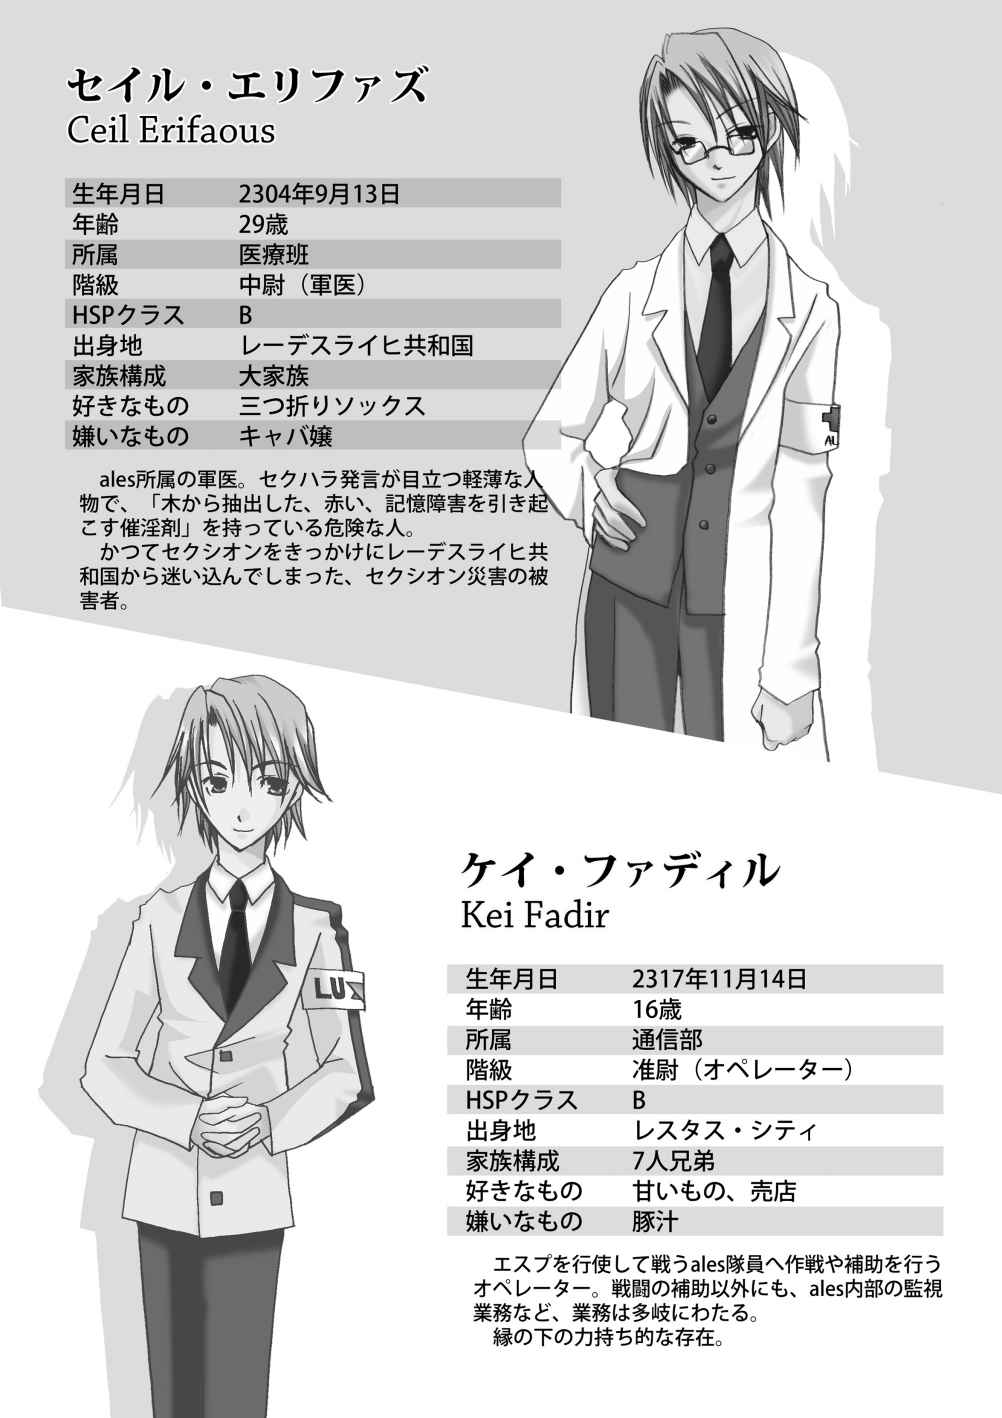 セイル・エリファズ
Ceil Erifaous
生年月日 2304年9月13日
年齢 29歳
所属 医療班
階級 中尉（軍医）
HSPクラス B
出身地 レーデスライヒ共和国
家族構成 大家族
好きなもの 三つ折りソックス
嫌いなもの キャバ嬢
ales所属の軍医。セクハラ発言が目立つ軽薄な人
物で、「木から抽出した、赤い、記憶障害を引き起
こす催淫剤」を持っている危険な人。
かつてセクシオンをきっかけにレーデスライヒ共
和国から迷い込んでしまった、セクシオン災害の被
害者。
AL
LU
ケイ・ファディル
Kei Fadir
生年月日 2317年11月14日
年齢 16歳
所属 通信部
階級 准尉（オペレーター）
HSPクラス B
出身地 レスタス・シティ
家族構成 7人兄弟
好きなもの 甘いもの、売店
嫌いなもの 豚汁
エスプを行使して戦うales隊員へ作戦や補助を行う
オペレーター。戦闘の補助以外にも、ales内部の監視
業務など、業務は多岐にわたる。
縁の下の力持ち的な存在。